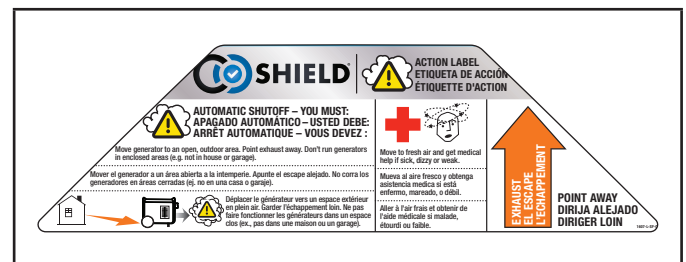 CO SHIELD®
ACTION LABEL
ETIQUETA DE ACCIÓN
ÉTIQUETTE D'ACTION
AUTOMATIC SHUTOFF – YOU MUST:
APAGADO AUTOMÁTICO – USTED DEBE:
ARRÊT AUTOMATIQUE – VOUS DEVEZ :
Move generator to an open, outdoor area. Point exhaust away. Don't run generators
in enclosed areas (e.g. not in house or garage).
Mover el generador a un área abierta a la intemperie. Apunte el escape alejado. No corra los
generadores en áreas cerradas (ej. no en una casa o garaje).
Déplacer le générateur vers un espace extérieur
en plein air. Garder l'échappement loin. Ne pas
faire fonctionner les générateurs dans un espace
clos (ex., pas dans une maison ou un garage).
Move to fresh air and get medical
help if sick, dizzy or weak.
Mueva al aire fresco y obtenga
asistencia medica si está
enfermo, mareado, o débil.
Aller à l'air frais et obtenir de
l'aide médicale si malade,
étourdi ou faible.
EXHAUST
EL ESCAPE
L'ÉCHAPPEMENT
POINT AWAY
DIRIJA ALEJADO
DIRIGER LOIN